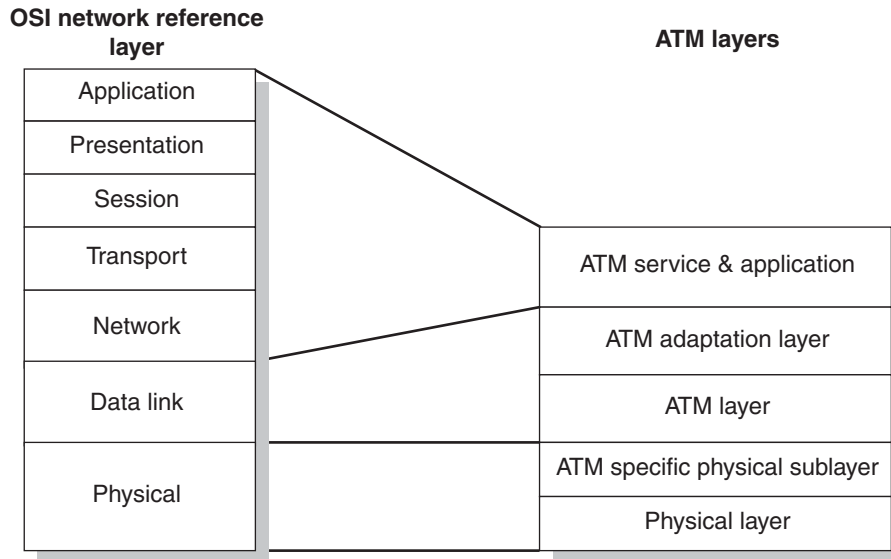 OSI network reference
layer
Application
Presentation
Session
Transport
Network
Data link
Physical
ATM layers
ATM service & application
ATM adaptation layer
ATM layer
ATM specific physical sublayer
Physical layer